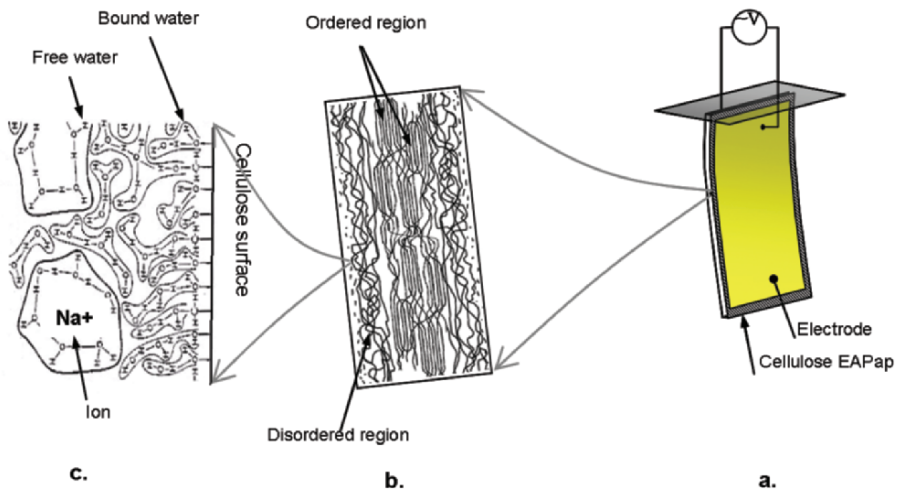 Bound water
Free water
Cellulose surface
Na+
Ion
c.
Ordered region
Disordered region
b.
~V
Electrode
Cellulose EAPap
a.